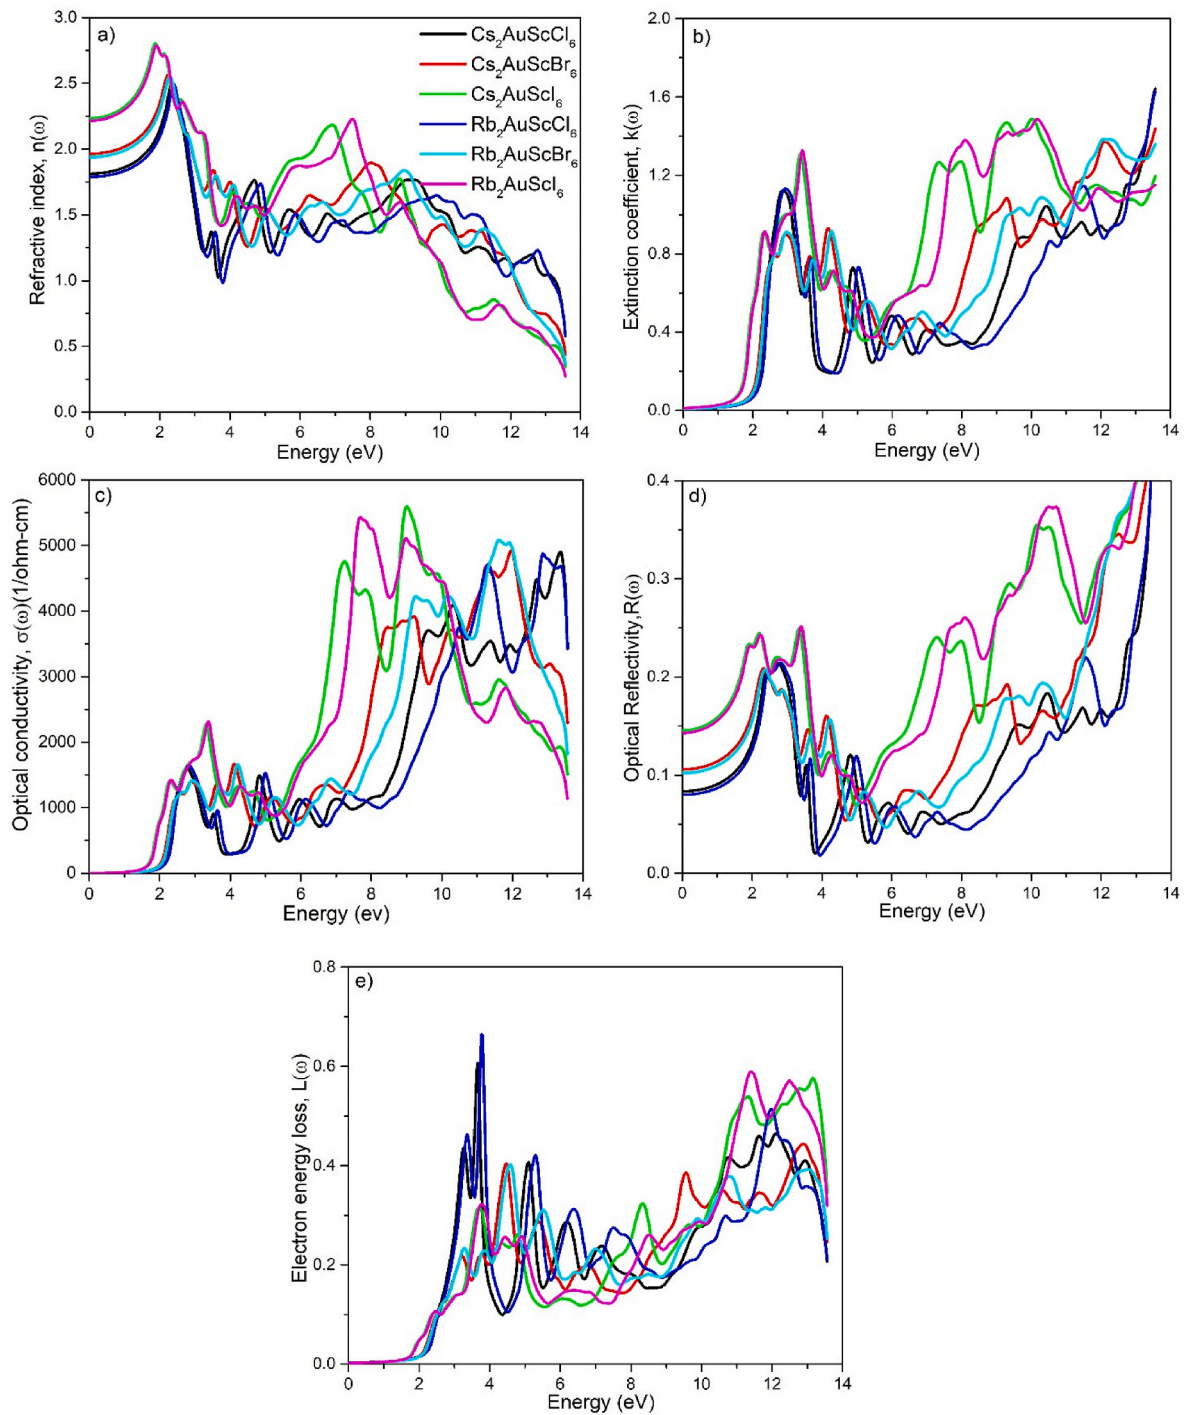 a)
3.0
2.5
2.0
1.5
1.0
0.5
0.0
Refractive index, n(ω)
Cs₂AuScCl₆
Cs₂AuScBr₆
Cs₂AuScI₆
Rb₂AuScCl₆
Rb₂AuScBr₆
Rb₂AuScI₆
0 2 4 6 8 10 12 14
Energy (eV)
b)
1.6
1.2
0.8
0.4
0.0
Extinction coefficient, k(ω)
0 2 4 6 8 10 12 14
Energy (eV)
c)
6000
5000
4000
3000
2000
1000
0
Optical conductivity, σ(ω)(1/ohm-cm)
0 2 4 6 8 10 12 14
Energy (ev)
d)
0.4
0.3
0.2
0.1
0.0
Optical Reflectivity,R(ω)
0 2 4 6 8 10 12 14
Energy (eV)
e)
0.8
0.6
0.4
0.2
0.0
Electron energy loss, L(ω)
0 2 4 6 8 10 12 14
Energy (eV)